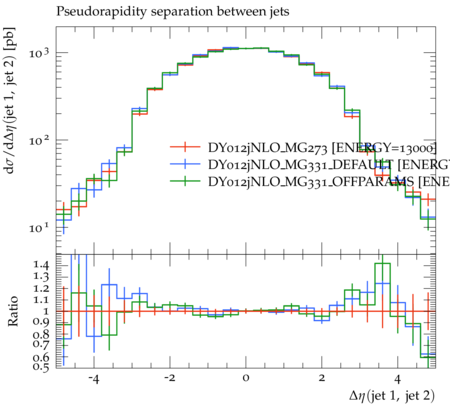 Pseudorapidity separation between jets
dσ/dΔη(jet 1, jet 2) [pb]
10³
10²
10¹
DY012jNLO_MG273 [ENERGY=13000]
DY012jNLO_MG331_DEFAULT [ENERG
DY012jNLO_MG331_OFFPARAMS [ENE
Ratio
1.4
1.3
1.2
1.1
1
0.9
0.8
0.7
0.6
0.5
-4 -2 0 2 4
Δη(jet 1, jet 2)